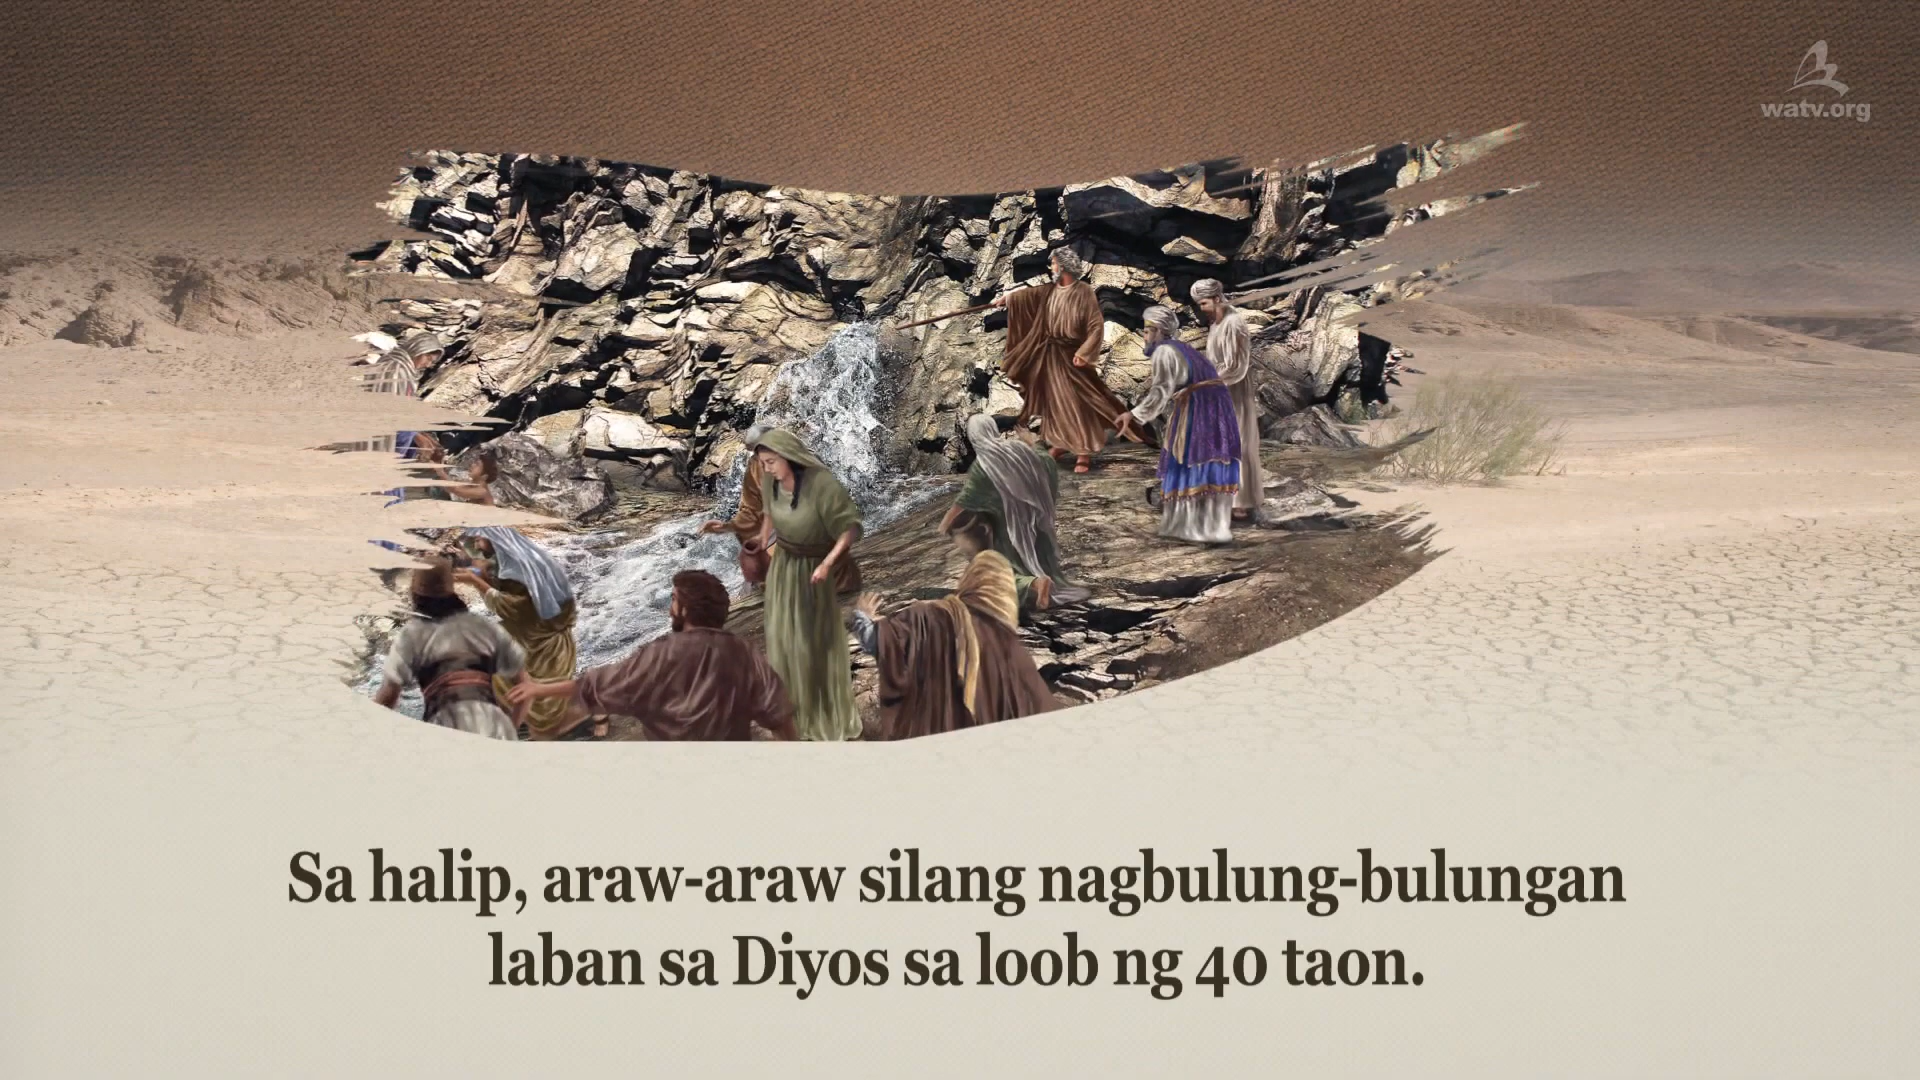 watv.org
Sa halip, araw-araw silang nagbulung-bulungan
laban sa Diyos sa loob ng 40 taon.